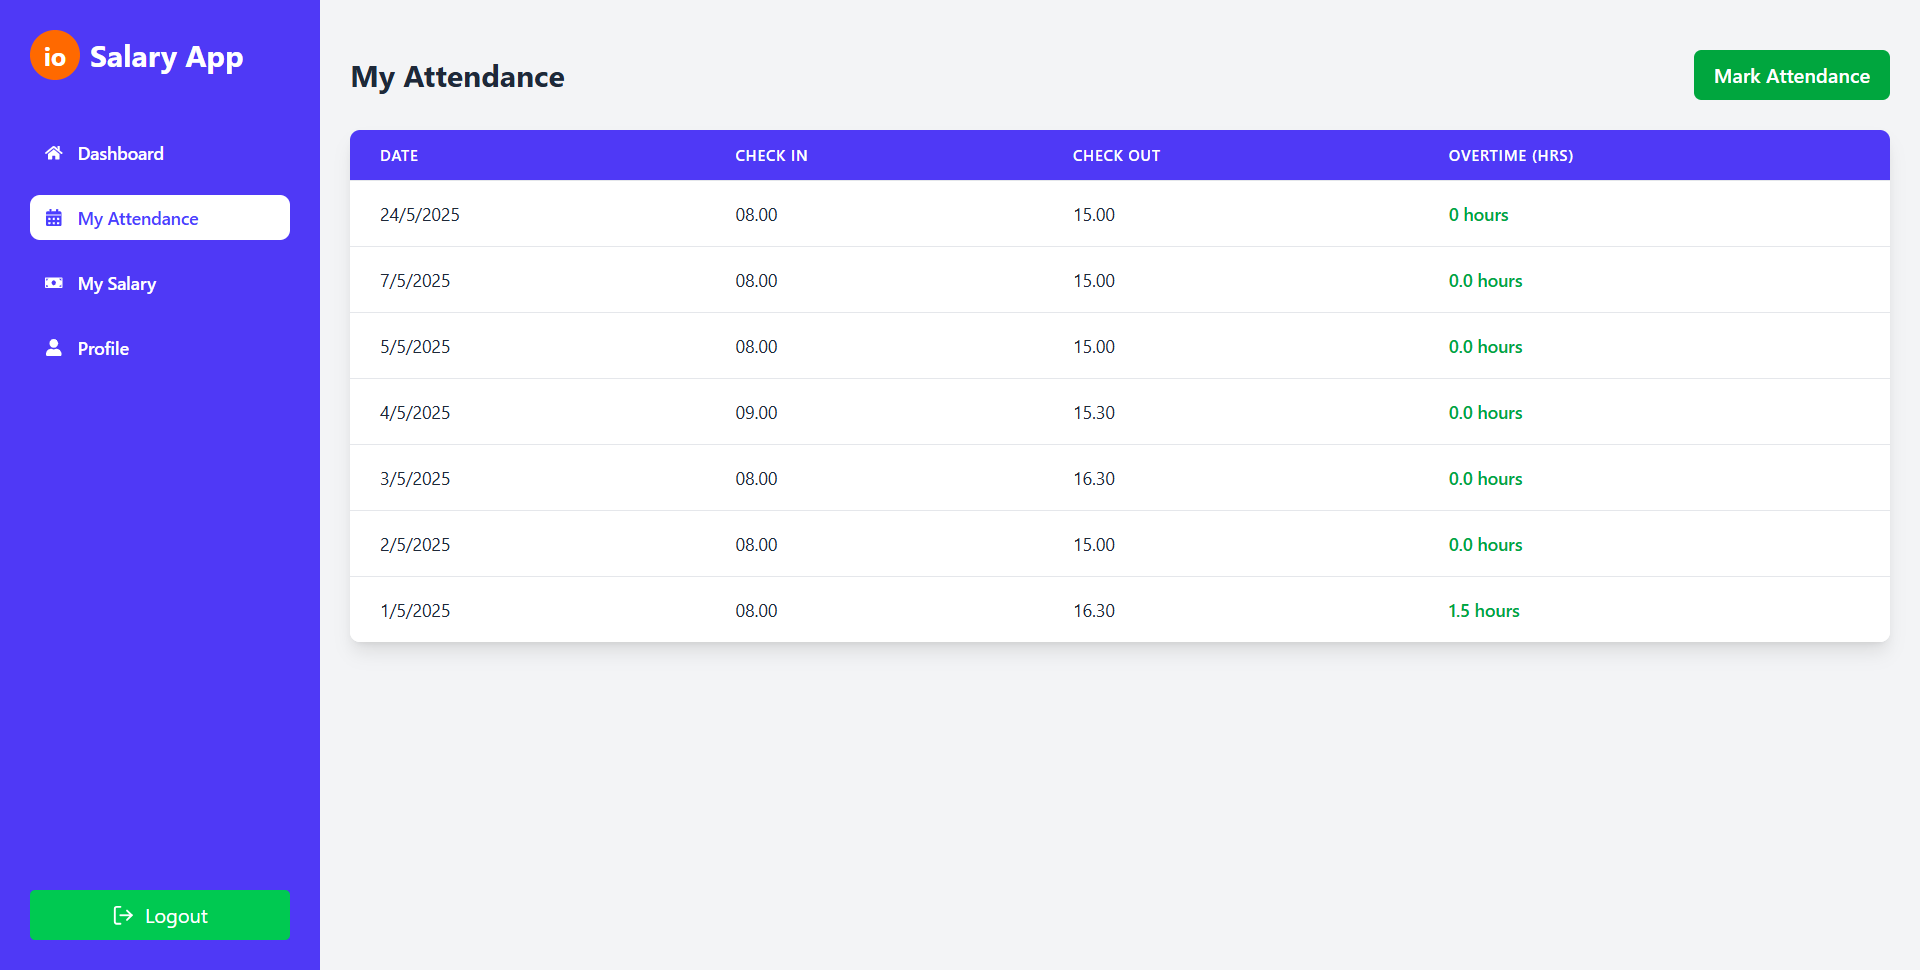 io Salary App
Dashboard
My Attendance
My Salary
Profile
Logout
My Attendance
Mark Attendance
DATE CHECK IN CHECK OUT OVERTIME (HRS)
24/5/2025 08.00 15.00 0 hours
7/5/2025 08.00 15.00 0.0 hours
5/5/2025 08.00 15.00 0.0 hours
4/5/2025 09.00 15.30 0.0 hours
3/5/2025 08.00 16.30 0.0 hours
2/5/2025 08.00 15.00 0.0 hours
1/5/2025 08.00 16.30 1.5 hours